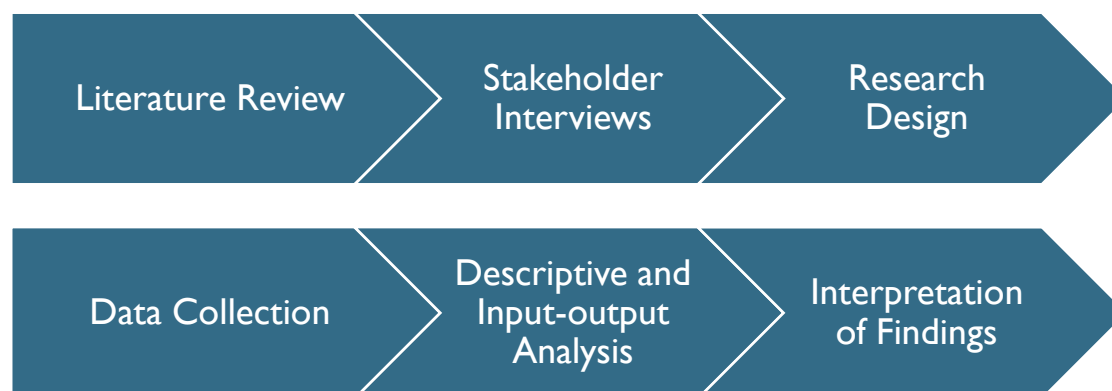 Literature Review
Stakeholder
Interviews
Research
Design
Data Collection
Descriptive and
Input-output
Analysis
Interpretation
of Findings